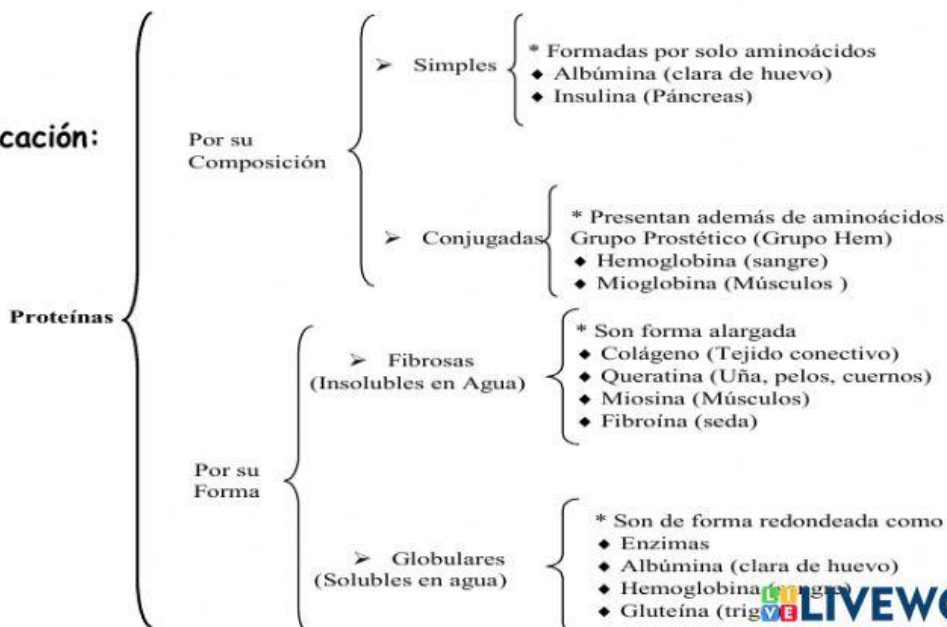 cación:
Proteínas
Por su
Composición
➢ Simples
* Formadas por solo aminoácidos
◆ Albúmina (clara de huevo)
◆ Insulina (Páncreas)
➢ Conjugadas
* Presentan además de aminoácidos
Grupo Prostético (Grupo Hem)
◆ Hemoglobina (sangre)
◆ Mioglobina (Músculos )
Por su
Forma
➢ Fibrosas
(Insolubles en Agua)
* Son forma alargada
◆ Colágeno (Tejido conectivo)
◆ Queratina (Uña, pelos, cuernos)
◆ Miosina (Músculos)
◆ Fibroína (seda)
➢ Globulares
(Solubles en agua)
* Son de forma redondeada como
◆ Enzimas
◆ Albúmina (clara de huevo)
◆ Hemoglobina
◆ Gluteína
LIVE LIVEWO